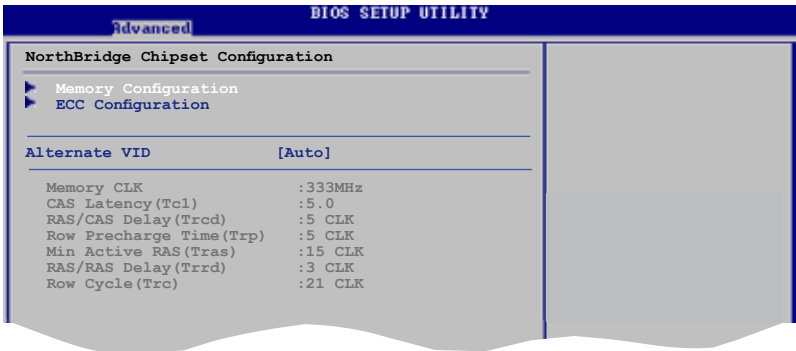 BIOS SETUP UTILITY
Advanced
NorthBridge Chipset Configuration
Memory Configuration
ECC Configuration
Alternate VID [Auto]
Memory CLK :333MHz
CAS Latency(Tcl) :5.0
RAS/CAS Delay(Trcd) :5 CLK
Row Precharge Time(Trp) :5 CLK
Min Active RAS(Tras) :15 CLK
RAS/RAS Delay(Trrd) :3 CLK
Row Cycle(Trc) :21 CLK